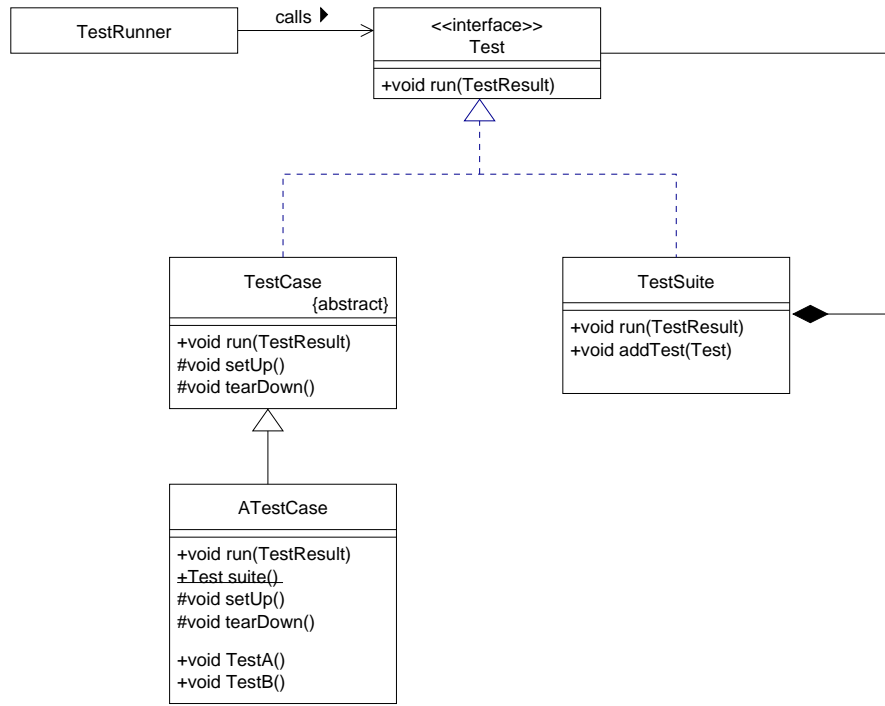 calls
TestRunner
<<interface>>
Test
+void run(TestResult)
TestCase
{abstract}
+void run(TestResult)
#void setUp()
#void tearDown()
TestSuite
+void run(TestResult)
+void addTest(Test)
ATestCase
+void run(TestResult)
+Test suite()
#void setUp()
#void tearDown()
+void TestA()
+void TestB()